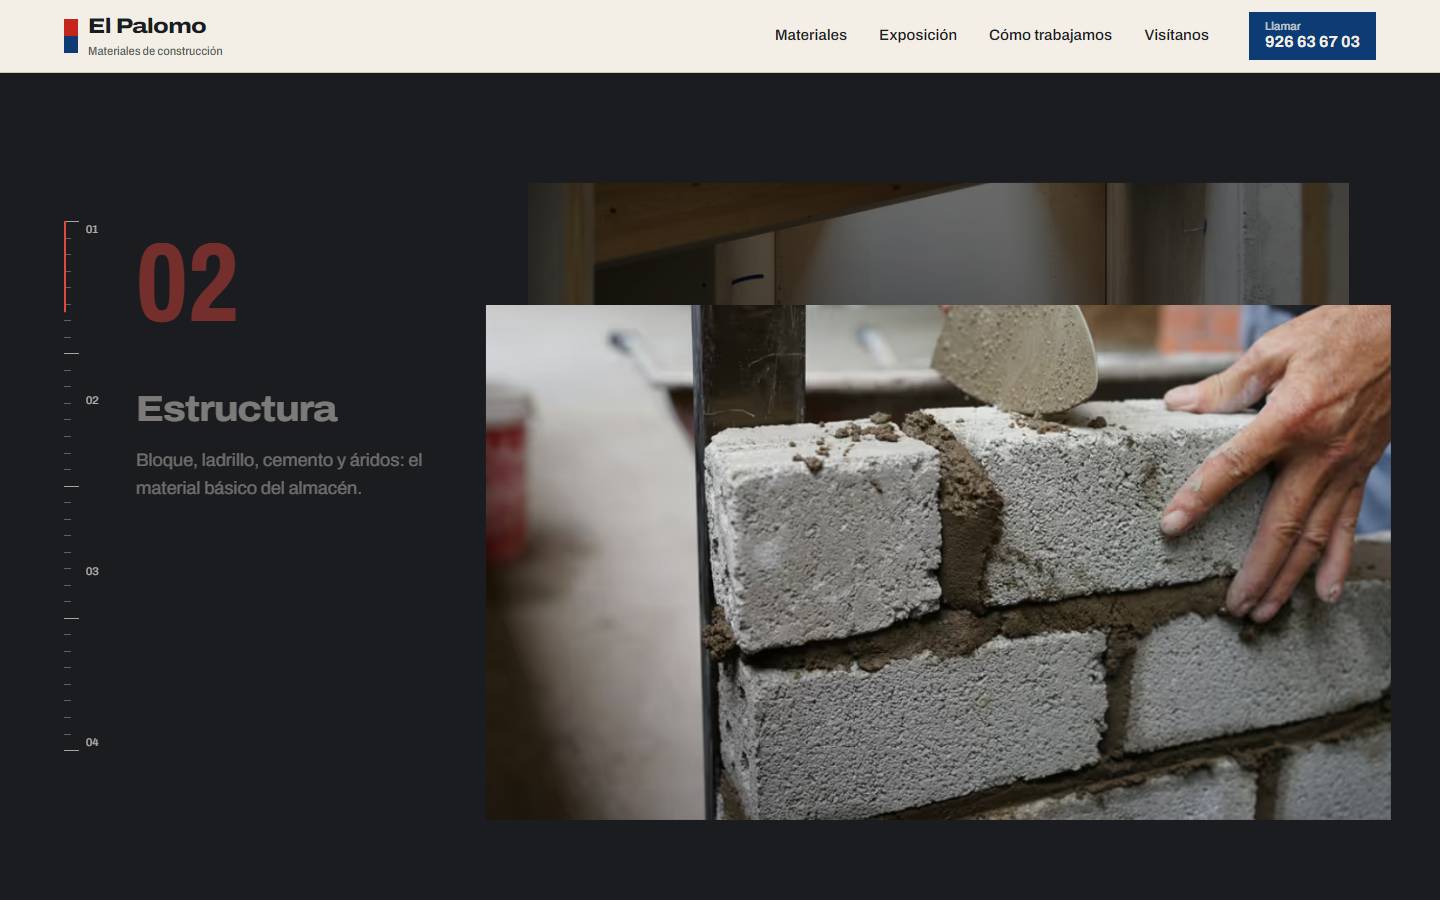 El Palomo
Materiales de construcción
Materiales
Exposición
Cómo trabajamos
Visítanos
Llamar
926 63 67 03
01
02
03
04
02
Estructura
Bloque, ladrillo, cemento y áridos: el
material básico del almacén.